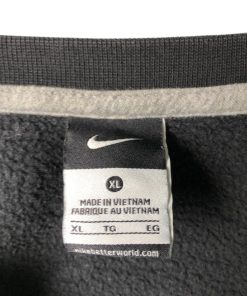 XL
MADE IN VIETNAM
FABRIQUE AU VIETNAM
XL TG EG
nikebetterworld.com